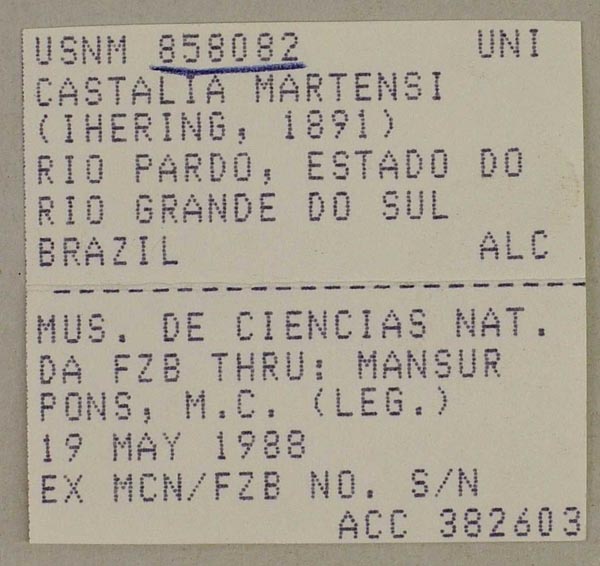 USNM 858082 UNI
CASTALIA MARTENSI
(IHERING, 1891)
RIO PARDO, ESTADO DO
RIO GRANDE DO SUL
BRAZIL ALC
MUS. DE CIENCIAS NAT.
DA FZB THRU: MANSUR
PONS, M.C. (LEG.)
19 MAY 1988
EX MCN/FZB NO. S/N
ACC 382603